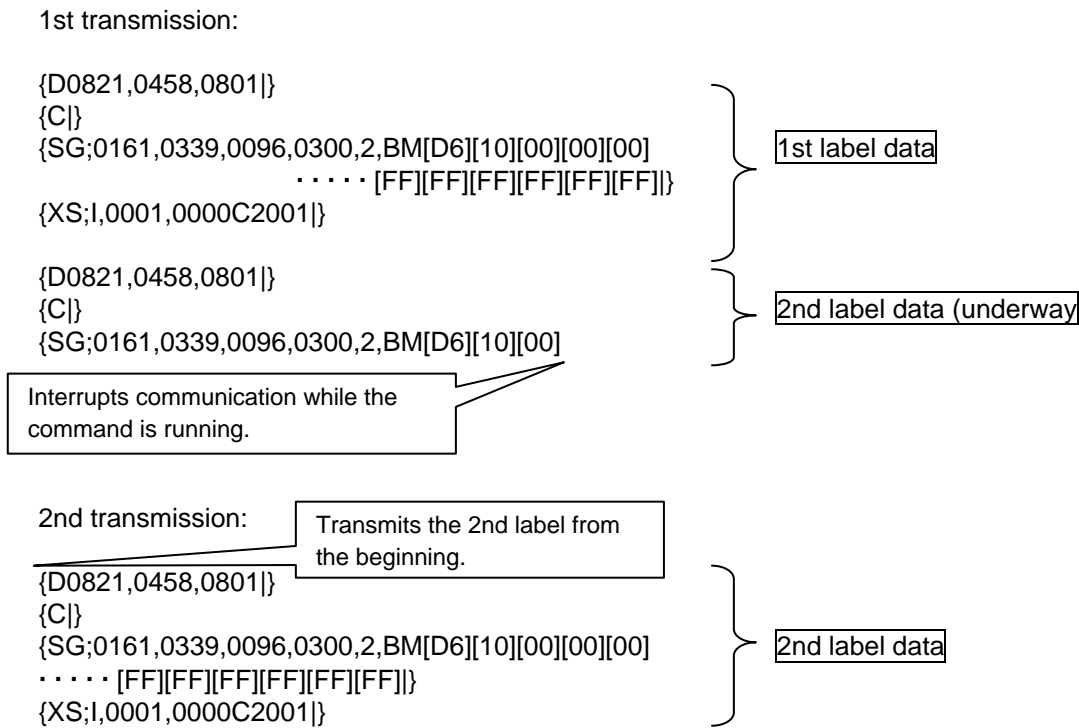 1st transmission:
{D0821,0458,0801|}
{C|}
{SG;0161,0339,0096,0300,2,BM[D6][10][00][00][00]
· · · · · [FF][FF][FF][FF][FF][FF]|}
{XS;I,0001,0000C2001|}
1st label data
{D0821,0458,0801|}
{C|}
{SG;0161,0339,0096,0300,2,BM[D6][10][00]
2nd label data (underway
Interrupts communication while the
command is running.
2nd transmission:
Transmits the 2nd label from
the beginning.
{D0821,0458,0801|}
{C|}
{SG;0161,0339,0096,0300,2,BM[D6][10][00][00][00]
· · · · · [FF][FF][FF][FF][FF][FF]|}
{XS;I,0001,0000C2001|}
2nd label data